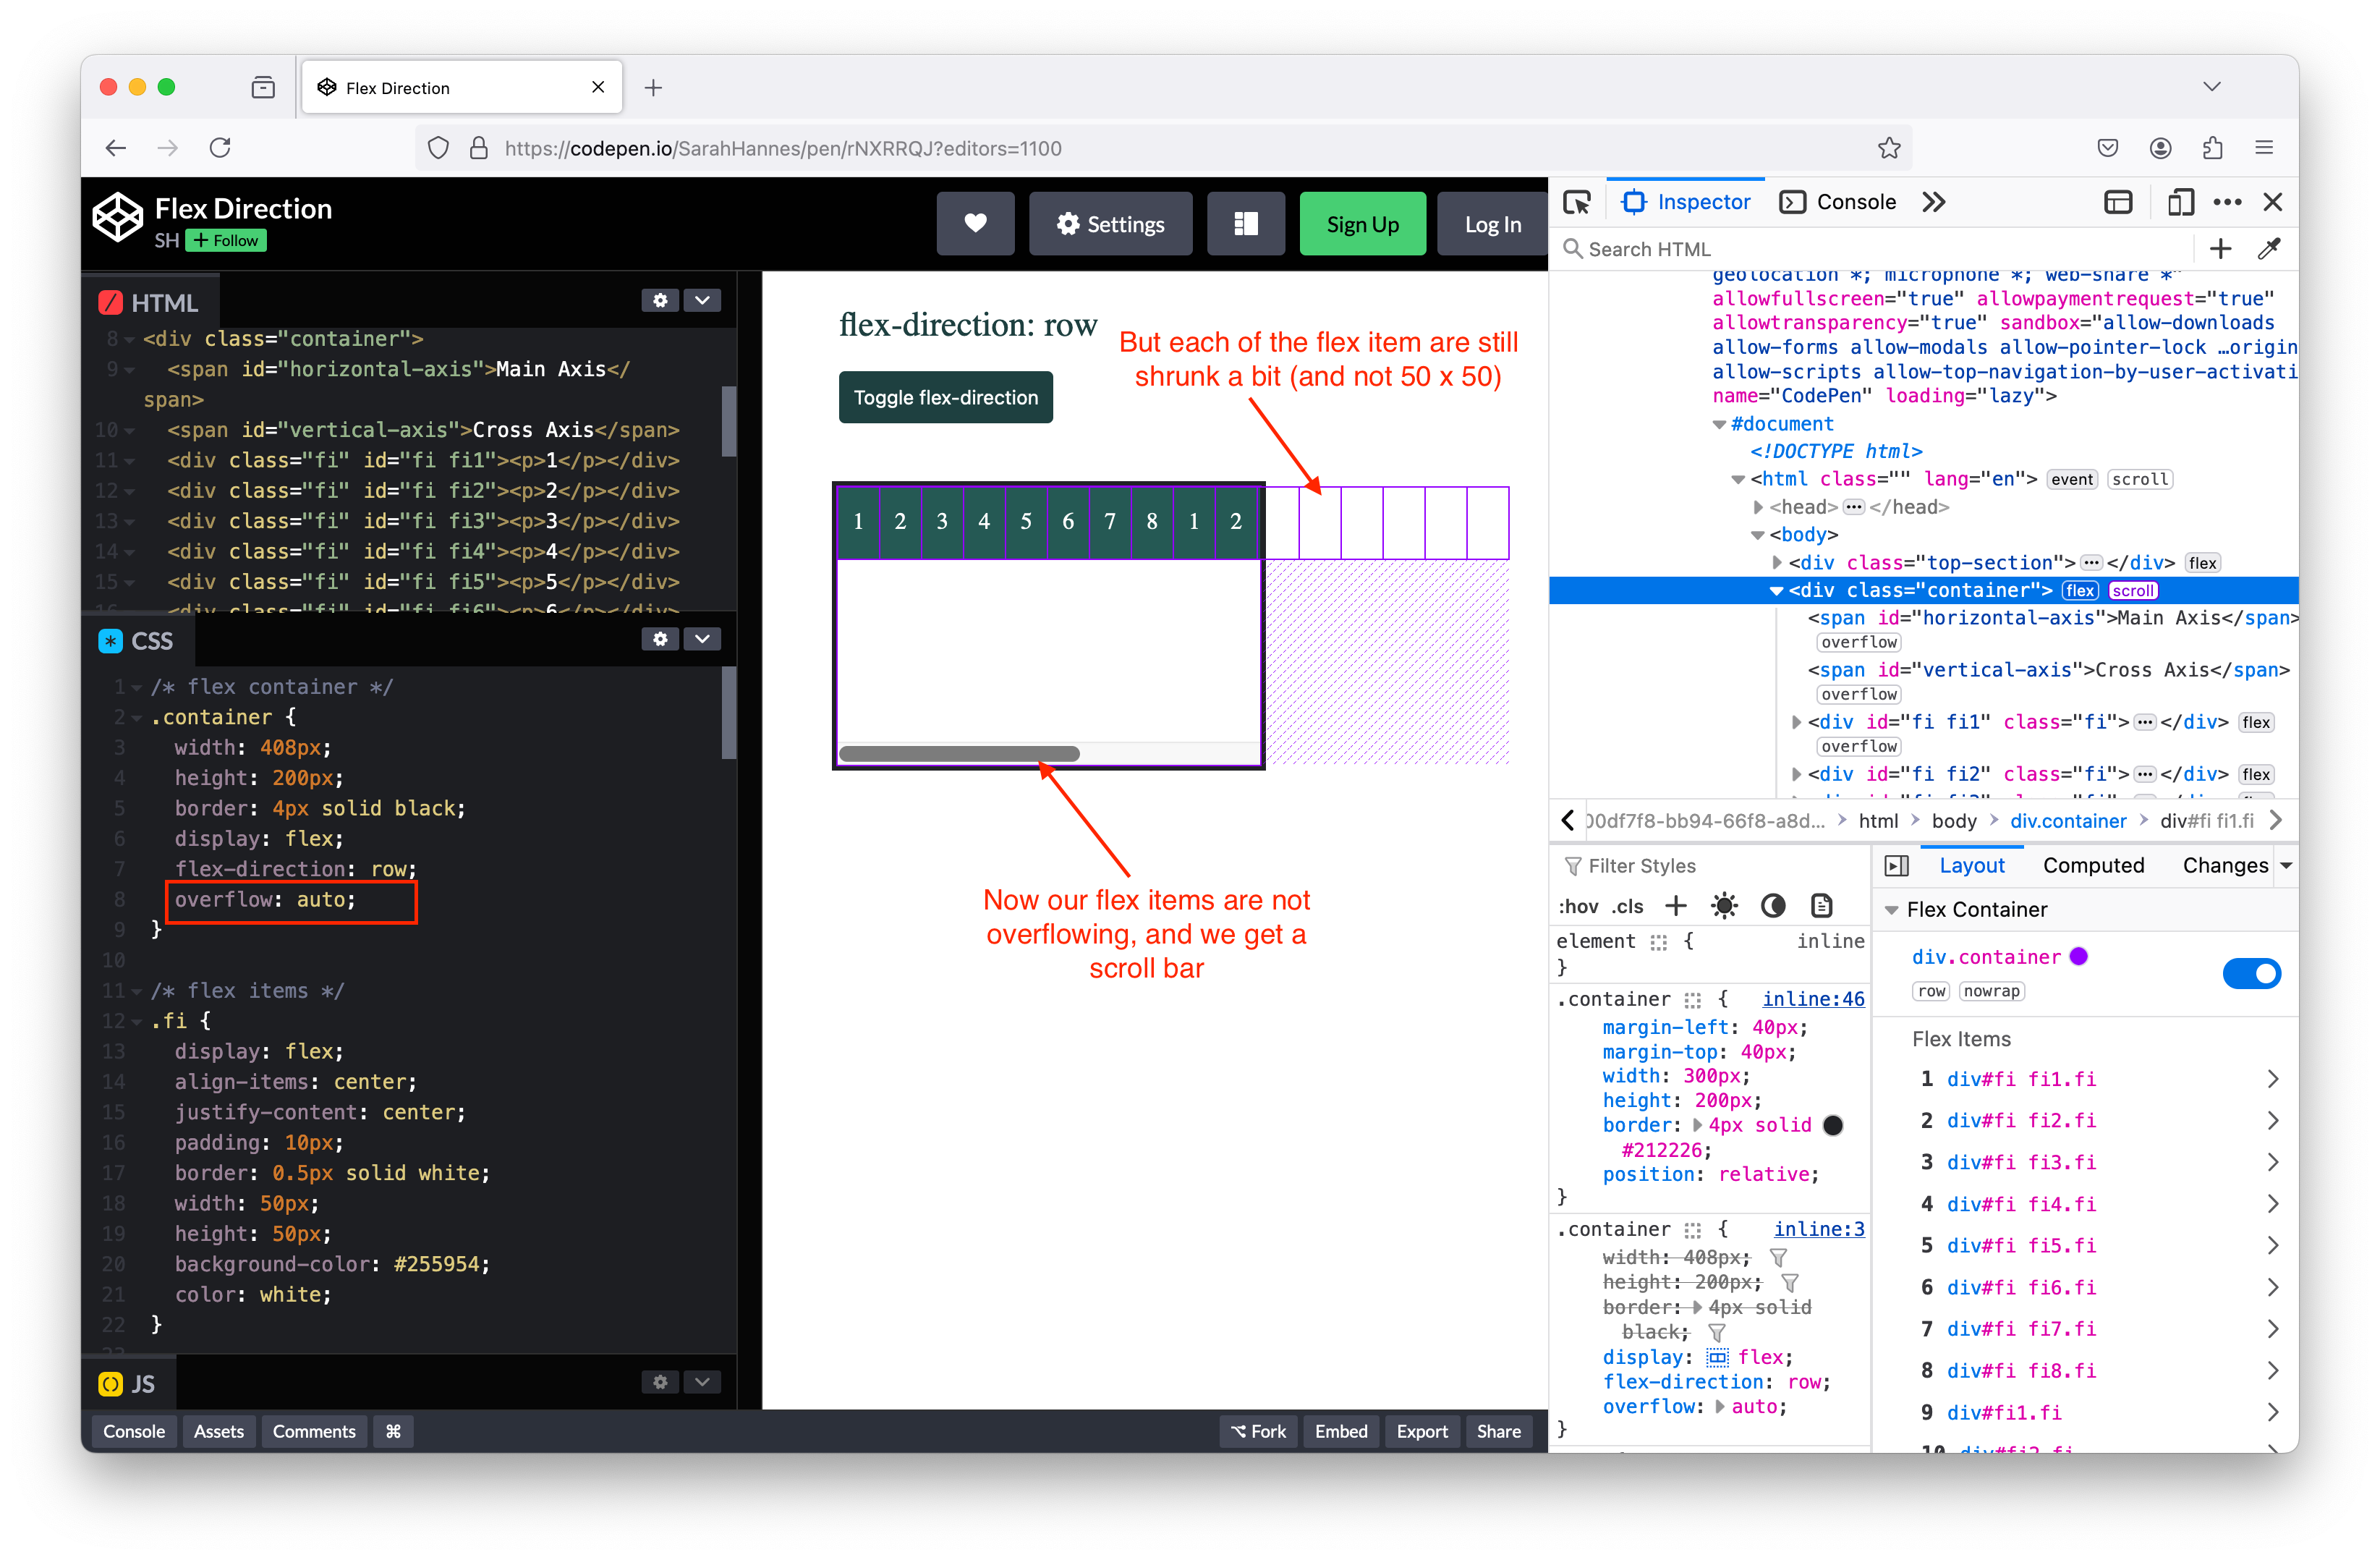 Flex Direction
https://codepen.io/SarahHannes/pen/rNXRRQJ?editors=1100
Flex Direction
SH + Follow
Settings
Sign Up
Log In
HTML
8 <div class="container">
9 <span id="horizontal-axis">Main Axis</
span>
10 <span id="vertical-axis">Cross Axis</span>
11 <div class="fi" id="fi fi1"><p>1</p></div>
12 <div class="fi" id="fi fi2"><p>2</p></div>
13 <div class="fi" id="fi fi3"><p>3</p></div>
14 <div class="fi" id="fi fi4"><p>4</p></div>
15 <div class="fi" id="fi fi5"><p>5</p></div>
16 <div class="fi" id="fi fi6"><p>6</p></div>
CSS
1 /* flex container */
2 .container {
3 width: 408px;
4 height: 200px;
5 border: 4px solid black;
6 display: flex;
7 flex-direction: row;
8 overflow: auto;
9 }
10
11 /* flex items */
12 .fi {
13 display: flex;
14 align-items: center;
15 justify-content: center;
16 padding: 10px;
17 border: 0.5px solid white;
18 width: 50px;
19 height: 50px;
20 background-color: #255954;
21 color: white;
22 }
JS
Console Assets Comments ⌘
Fork Embed Export Share
flex-direction: row
Toggle flex-direction
But each of the flex item are still
shrunk a bit (and not 50 x 50)
1 2 3 4 5 6 7 8 1 2
Now our flex items are not
overflowing, and we get a
scroll bar
Inspector Console
Search HTML
geolocation *; microphone *; web-share *"
allowfullscreen="true" allowpaymentrequest="true"
allowtransparency="true" sandbox="allow-downloads
allow-forms allow-modals allow-pointer-lock …origin
allow-scripts allow-top-navigation-by-user-activati
name="CodePen" loading="lazy">
#document
<!DOCTYPE html>
<html class="" lang="en"> event scroll
<head> ••• </head>
<body>
<div class="top-section"> ••• </div> flex
<div class="container"> flex scroll
<span id="horizontal-axis">Main Axis</span>
overflow
<span id="vertical-axis">Cross Axis</span>
overflow
<div id="fi fi1" class="fi"> ••• </div> flex
overflow
<div id="fi fi2" class="fi"> ••• </div> flex
00df7f8-bb94-66f8-a8d… html body div.container div#fi fi1.fi
Filter Styles
:hov .cls
element { inline
}
.container { inline:46
margin-left: 40px;
margin-top: 40px;
width: 300px;
height: 200px;
border: 4px solid
#212226;
position: relative;
}
.container { inline:3
width: 408px;
height: 200px;
border: 4px solid
black;
display: flex;
flex-direction: row;
overflow: auto;
}
Layout Computed Changes
Flex Container
div.container
row nowrap
Flex Items
1 div#fi fi1.fi
2 div#fi fi2.fi
3 div#fi fi3.fi
4 div#fi fi4.fi
5 div#fi fi5.fi
6 div#fi fi6.fi
7 div#fi fi7.fi
8 div#fi fi8.fi
9 div#fi1.fi
10 div#fi2.fi